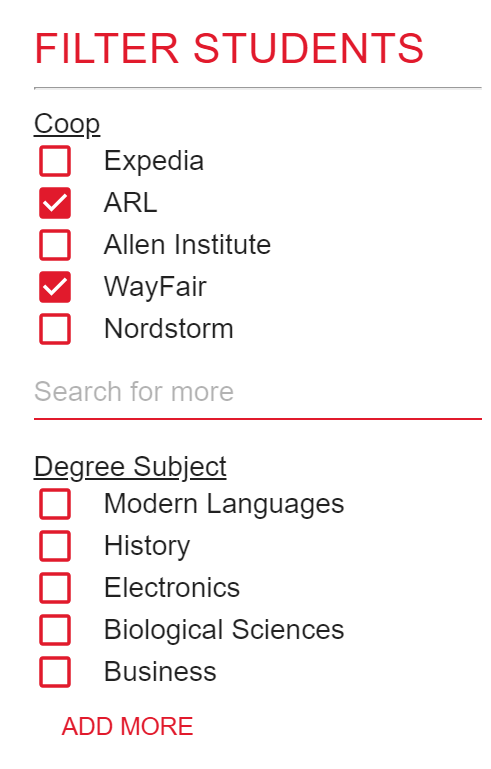 FILTER STUDENTS
Coop
Expedia
ARL
Allen Institute
WayFair
Nordstorm
Search for more
Degree Subject
Modern Languages
History
Electronics
Biological Sciences
Business
ADD MORE